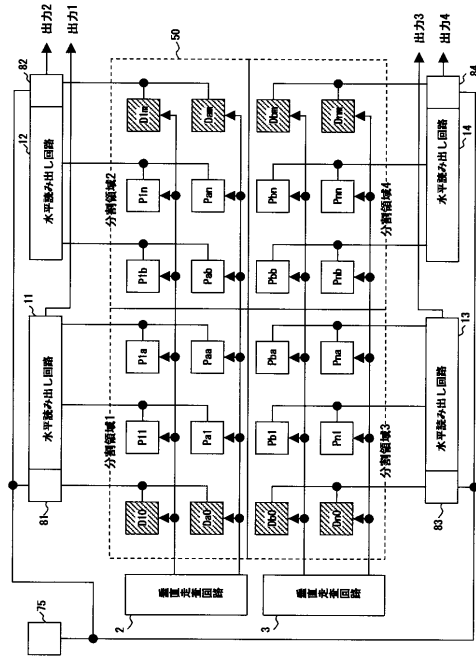 出力2
出力1
82
12
水平読み出し回路
11
水平読み出し回路
81
75
50
分割領域2
分割領域1
P1n
P1b
P1a
P11
D10
Pan
Pab
Paa
Pa1
Da0
垂直走査回路
2
Pbn
Pbb
Pba
Pb1
Db0
Pnn
Pnb
Pna
Pn1
分割領域4
分割領域3
垂直走査回路
3
水平読み出し回路
14
84
水平読み出し回路
13
83
出力3
出力4